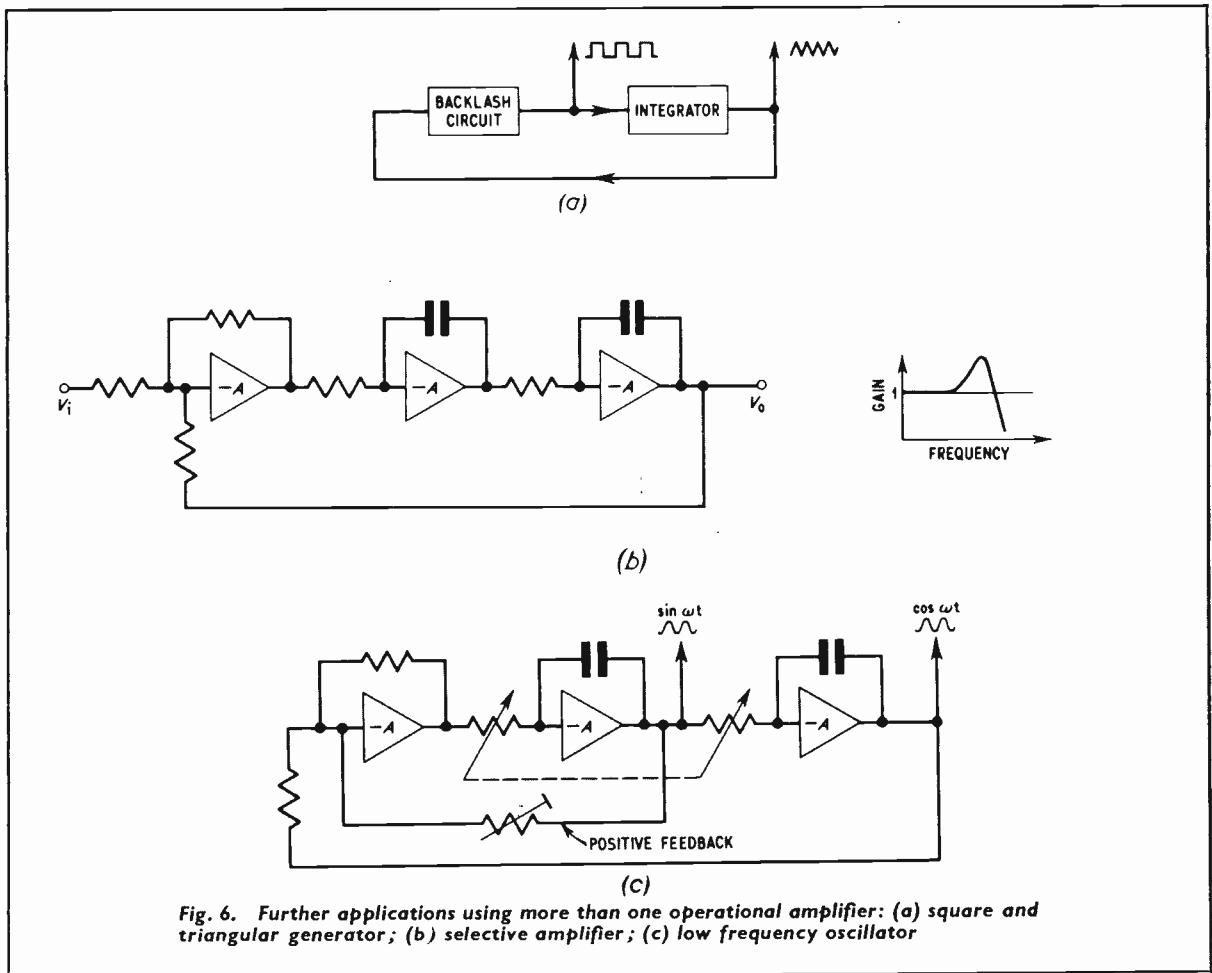 BACKLASH
CIRCUIT
INTEGRATOR
(a)
-A
-A
-A
Vi
Vo
GAIN
1
FREQUENCY
(b)
sin ωt
cos ωt
-A
-A
-A
POSITIVE FEEDBACK
(c)
Fig. 6. Further applications using more than one operational amplifier: (a) square and
triangular generator; (b) selective amplifier; (c) low frequency oscillator